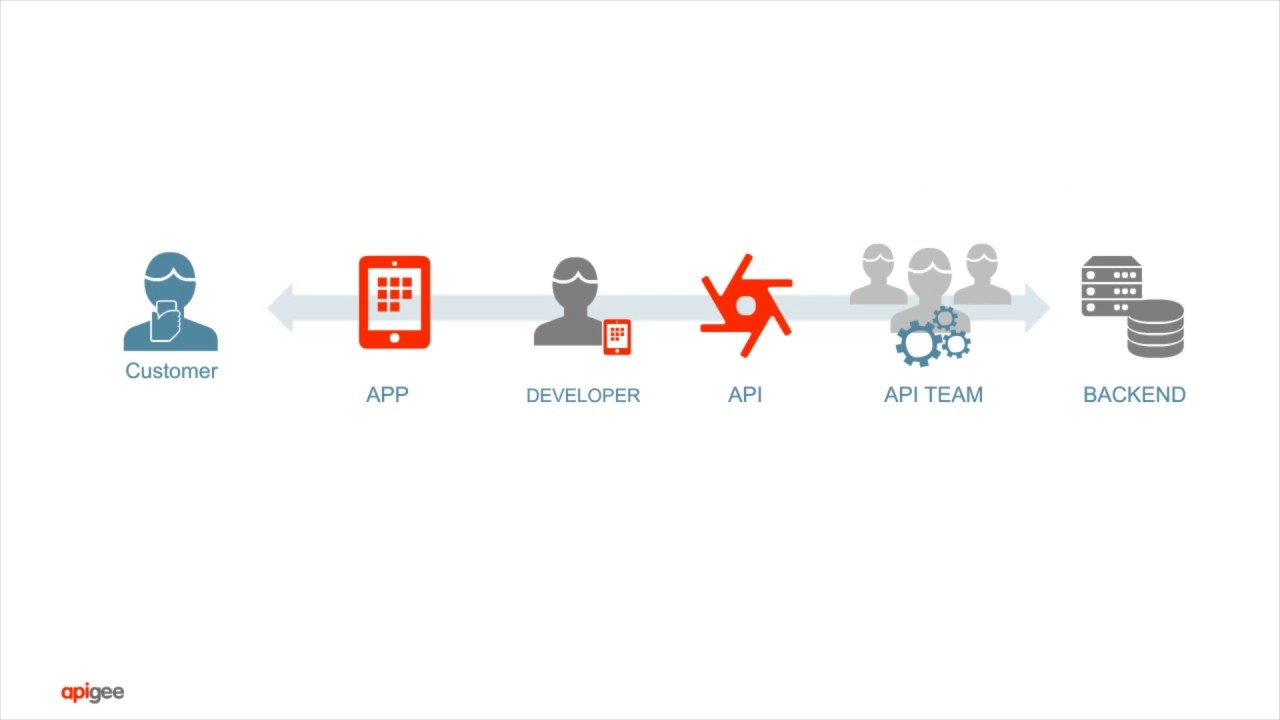 Customer
APP
DEVELOPER
API
API TEAM
BACKEND
apigee